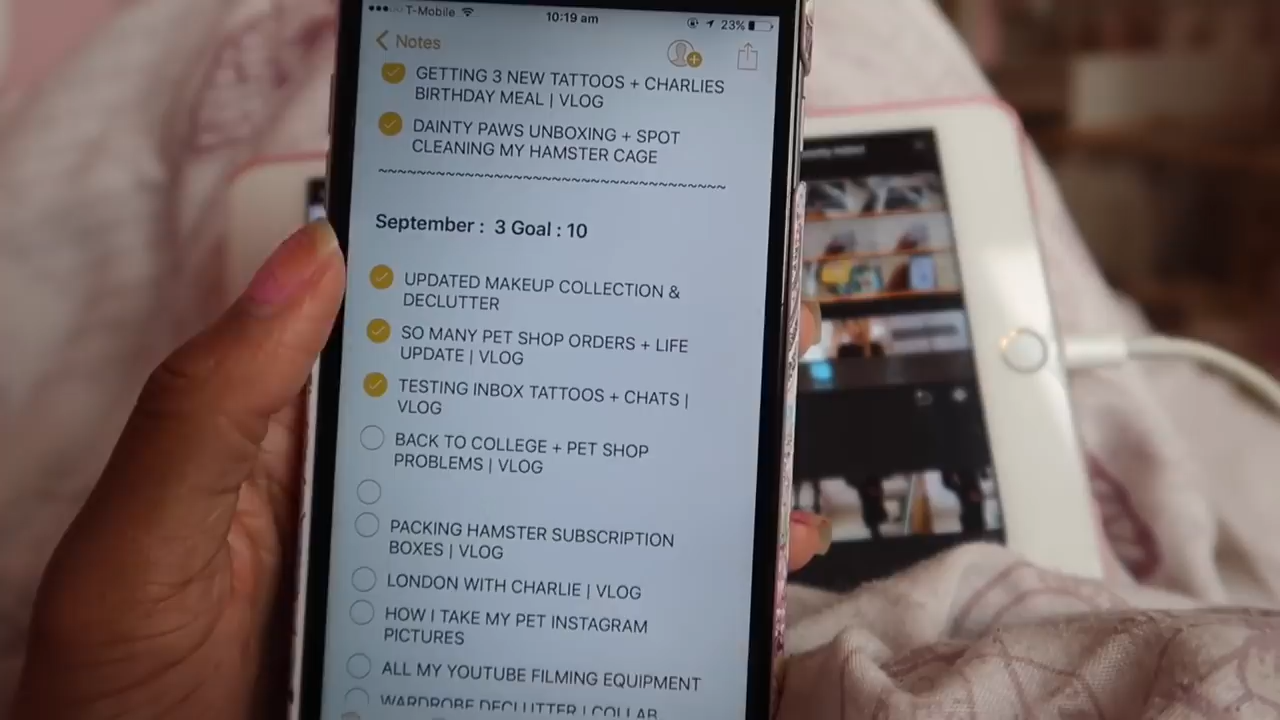 T-Mobile
10:19 am
23%
Notes
GETTING 3 NEW TATTOOS + CHARLIES
BIRTHDAY MEAL | VLOG
DAINTY PAWS UNBOXING + SPOT
CLEANING MY HAMSTER CAGE
~~~~~~~~~~~~~~~~~~~~~~~~~~~~~~~~~~~
September : 3 Goal : 10
UPDATED MAKEUP COLLECTION &
DECLUTTER
SO MANY PET SHOP ORDERS + LIFE
UPDATE | VLOG
TESTING INBOX TATTOOS + CHATS |
VLOG
BACK TO COLLEGE + PET SHOP
PROBLEMS | VLOG
PACKING HAMSTER SUBSCRIPTION
BOXES | VLOG
LONDON WITH CHARLIE | VLOG
HOW I TAKE MY PET INSTAGRAM
PICTURES
ALL MY YOUTUBE FILMING EQUIPMENT
WARDROBE DECLUTTER | COLLAB